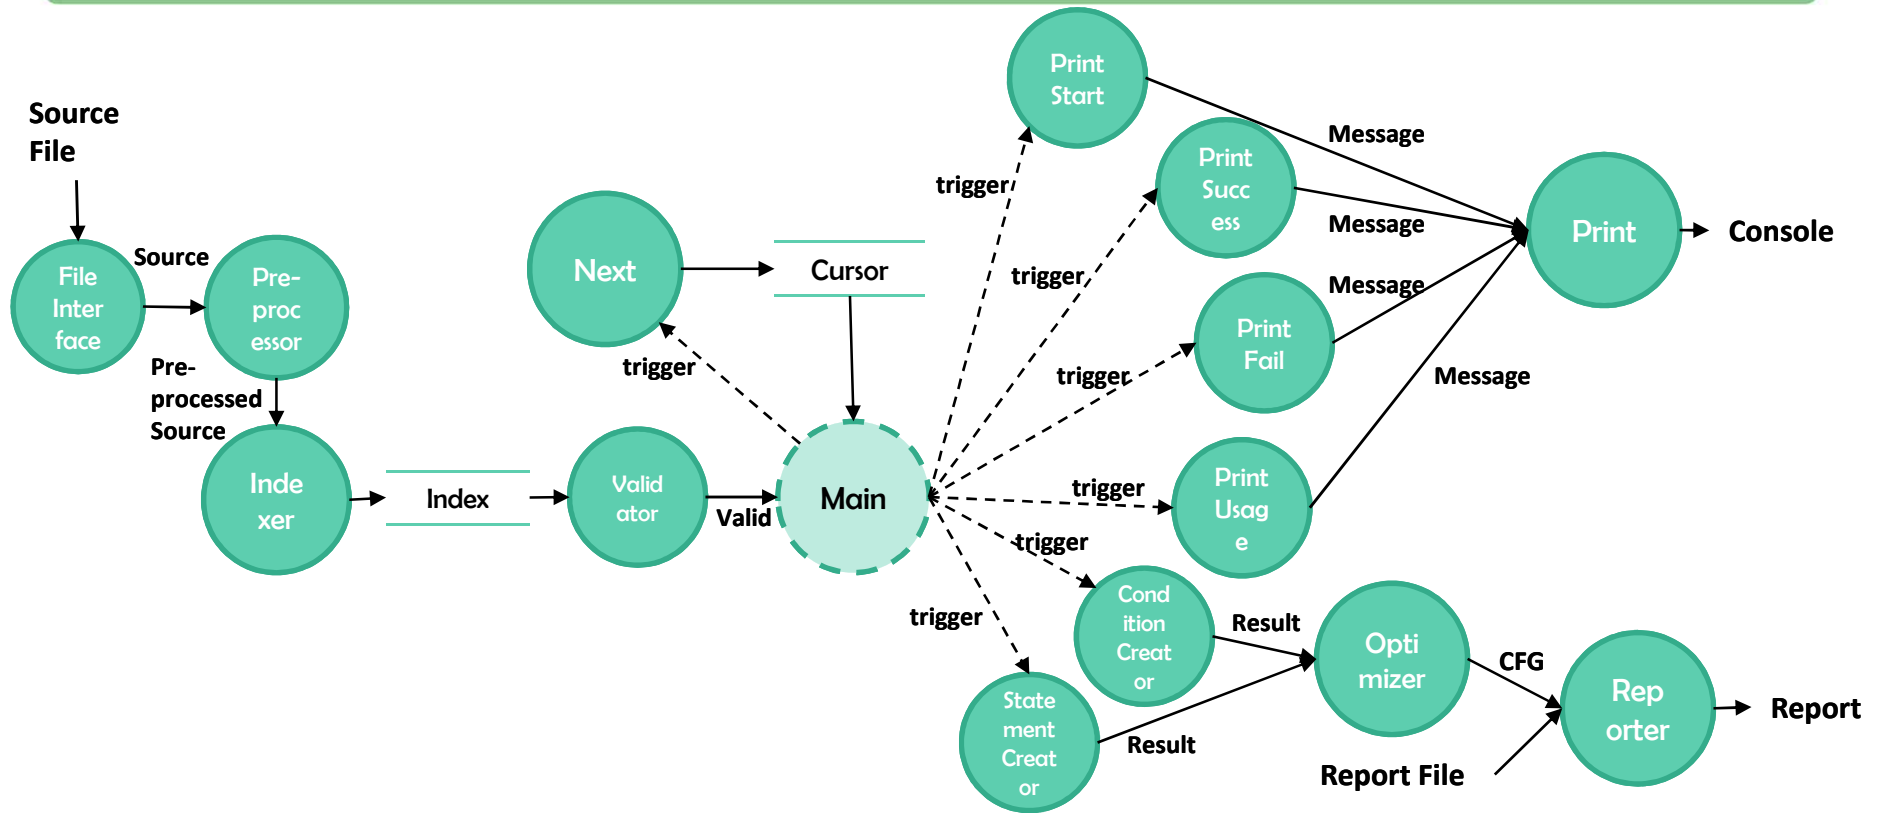 Source
File
File
Inter
face
Source
Pre-
proc
essor
Pre-
processed
Source
Inde
xer
Index
Valid
ator
Valid
Next
Cursor
trigger
Main
trigger
trigger
trigger
trigger
trigger
trigger
Print
Start
Print
Succ
ess
Print
Fail
Print
Usag
e
Message
Message
Message
Message
Print
Console
Cond
ition
Creat
or
State
ment
Creat
or
Result
Result
Opti
mizer
CFG
Report File
Rep
orter
Report